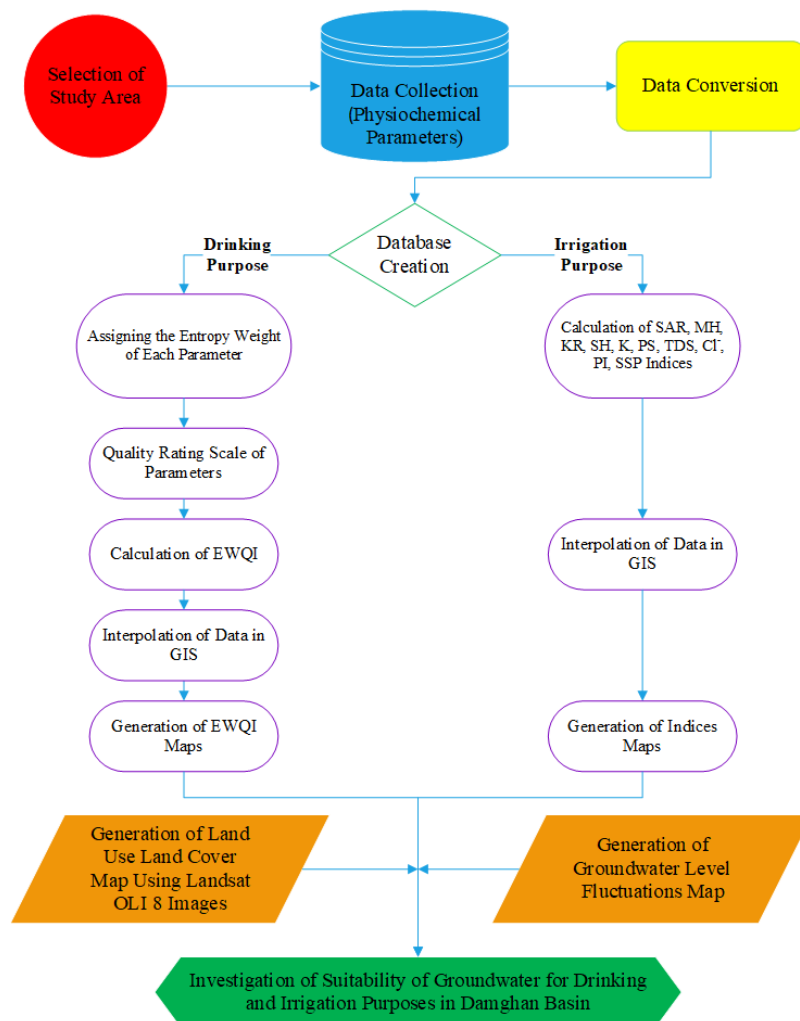 Selection of
Study Area
Data Collection
(Physiochemical
Parameters)
Data Conversion
Database
Creation
Drinking
Purpose
Irrigation
Purpose
Assigning the Entropy Weight
of Each Parameter
Quality Rating Scale of
Parameters
Calculation of EWQI
Interpolation of Data in
GIS
Generation of EWQI
Maps
Calculation of SAR, MH,
KR, SH, K, PS, TDS, Cl⁻,
PI, SSP Indices
Interpolation of Data in
GIS
Generation of Indices
Maps
Generation of Land
Use Land Cover
Map Using Landsat
OLI 8 Images
Generation of
Groundwater Level
Fluctuations Map
Investigation of Suitability of Groundwater for Drinking
and Irrigation Purposes in Damghan Basin